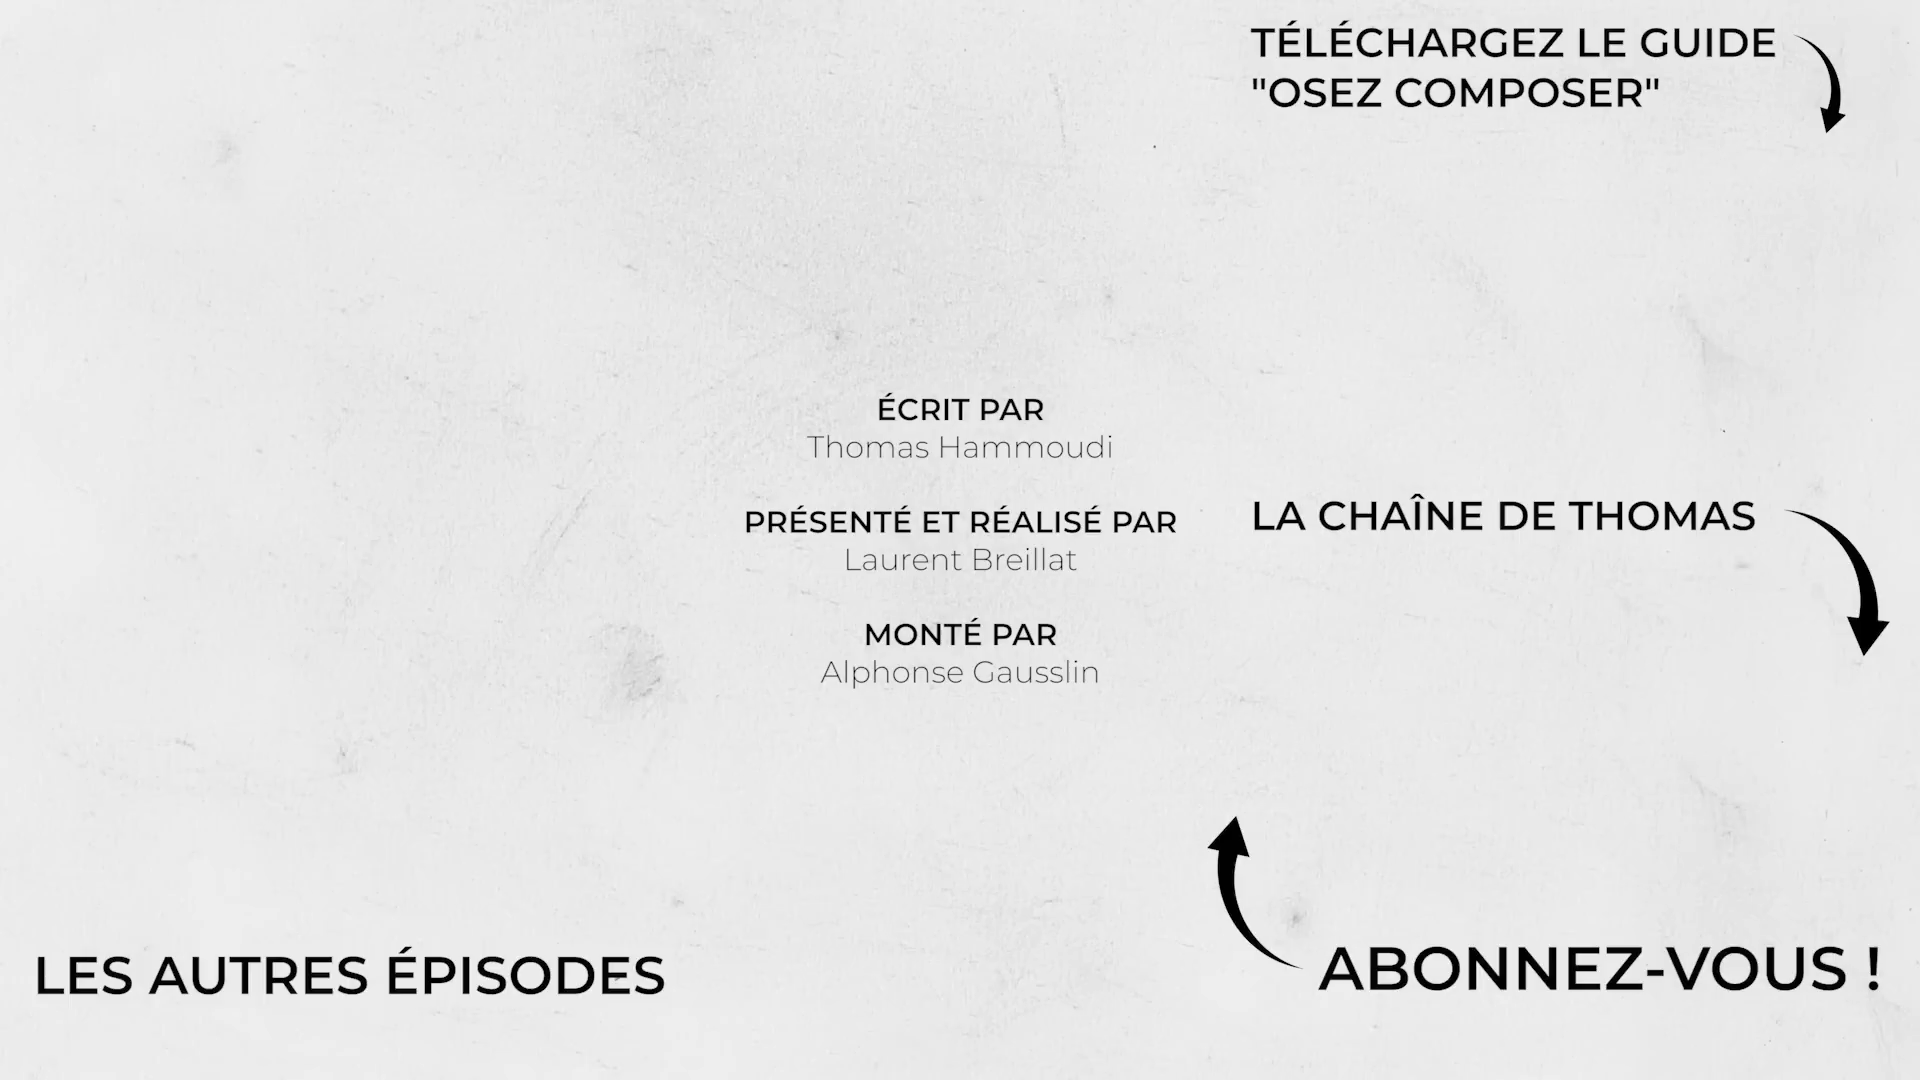 TÉLÉCHARGEZ LE GUIDE
"OSEZ COMPOSER"
ÉCRIT PAR
Thomas Hammoudi
PRÉSENTÉ ET RÉALISÉ PAR
Laurent Breillat
MONTÉ PAR
Alphonse Gausslin
LA CHAÎNE DE THOMAS
LES AUTRES ÉPISODES
ABONNEZ-VOUS !